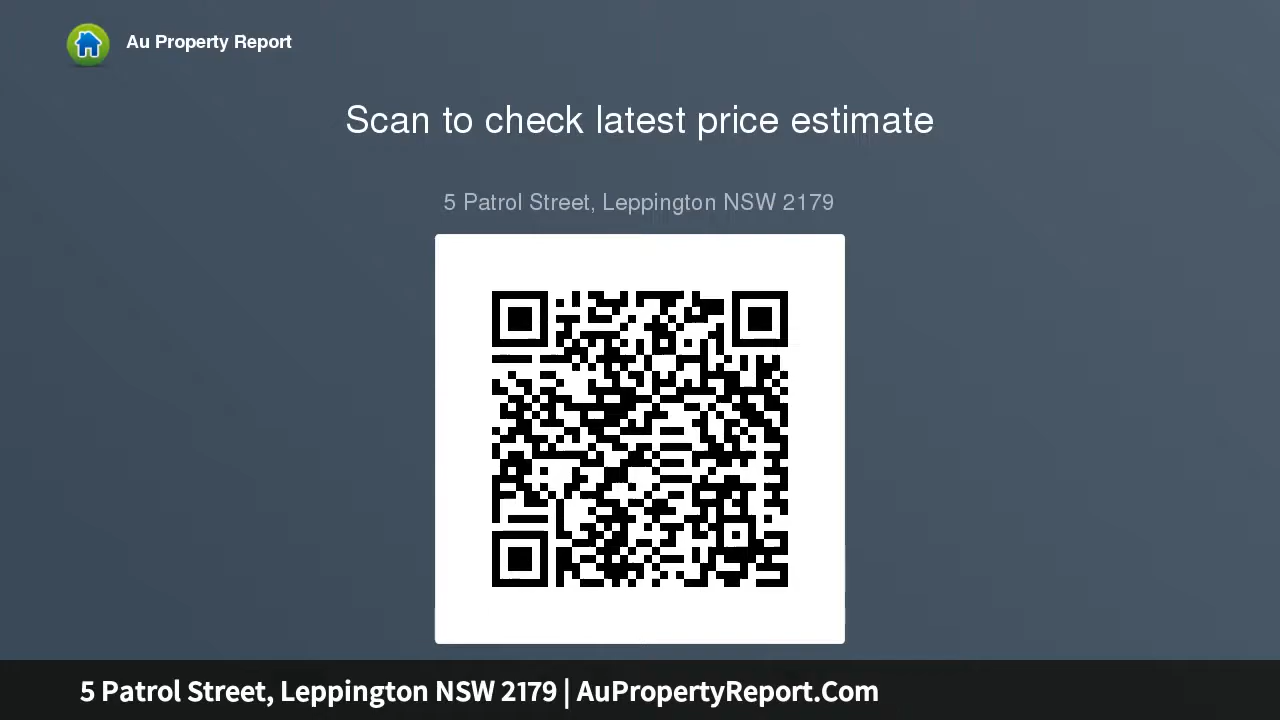 Au Property Report
Scan to check latest price estimate
5 Patrol Street, Leppington NSW 2179
5 Patrol Street, Leppington NSW 2179 | AuPropertyReport.Com